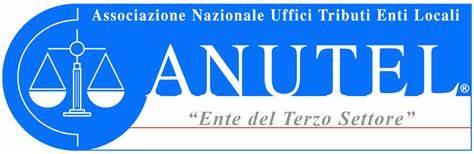 Associazione Nazionale Uffici Tributi Enti Locali
ANUTEL®
“Ente del Terzo Settore”